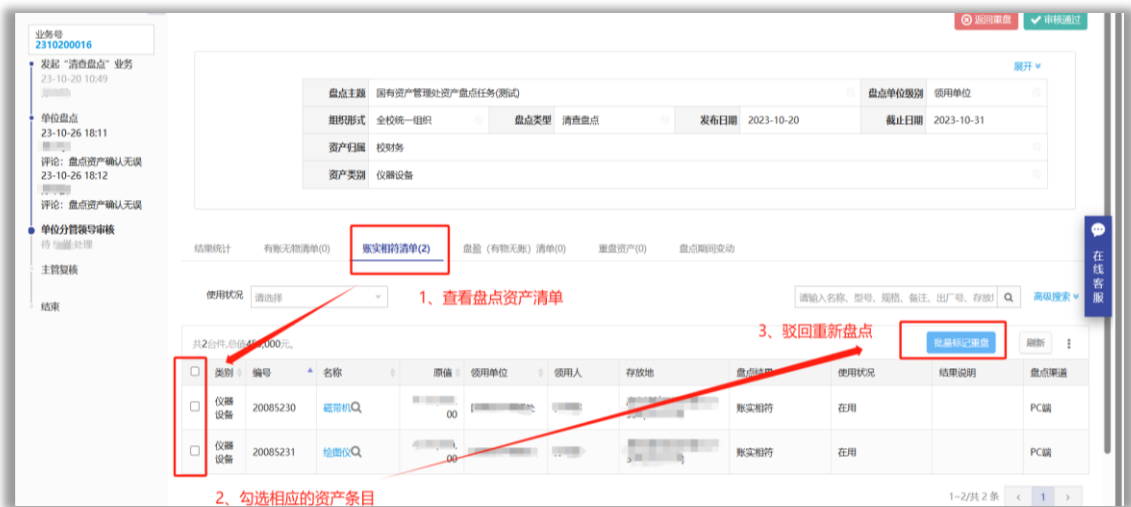 业务号
2310200016
返回重盘
审核通过
发起“清查盘点”业务
23-10-20 10:49
单位盘点
23-10-26 18:11
评论：盘点资产确认无误
23-10-26 18:12
评论：盘点资产确认无误
单位分管领导审核
待 处理
主管复核
结束
展开
盘点主题 国有资产管理处资产盘点任务(测试) 盘点单位级别 领用单位
组织形式 全校统一组织 盘点类型 清查盘点 发布日期 2023-10-20 截止日期 2023-10-31
资产归属 校财务
资产类别 仪器设备
结果统计 有账无物清单(0) 账实相符清单(2) 盘盈（有物无账）清单(0) 重盘资产(0) 盘点期间变动
使用状况 请选择
1、查看盘点资产清单
请输入名称、型号、规格、备注、出厂号、存放
高级搜索
3、驳回重新盘点
共2台件,总值 ,000元。
批量标记重盘
刷新
类别 编号 名称 原值 领用单位 领用人 存放地 盘点结果 使用状况 结果说明 盘点渠道
仪器设备 20085230 磁带机 00 账实相符 在用 PC端
仪器设备 20085231 绘图仪 00 账实相符 在用 PC端
2、勾选相应的资产条目
1~2/共 2 条
1
在线客服